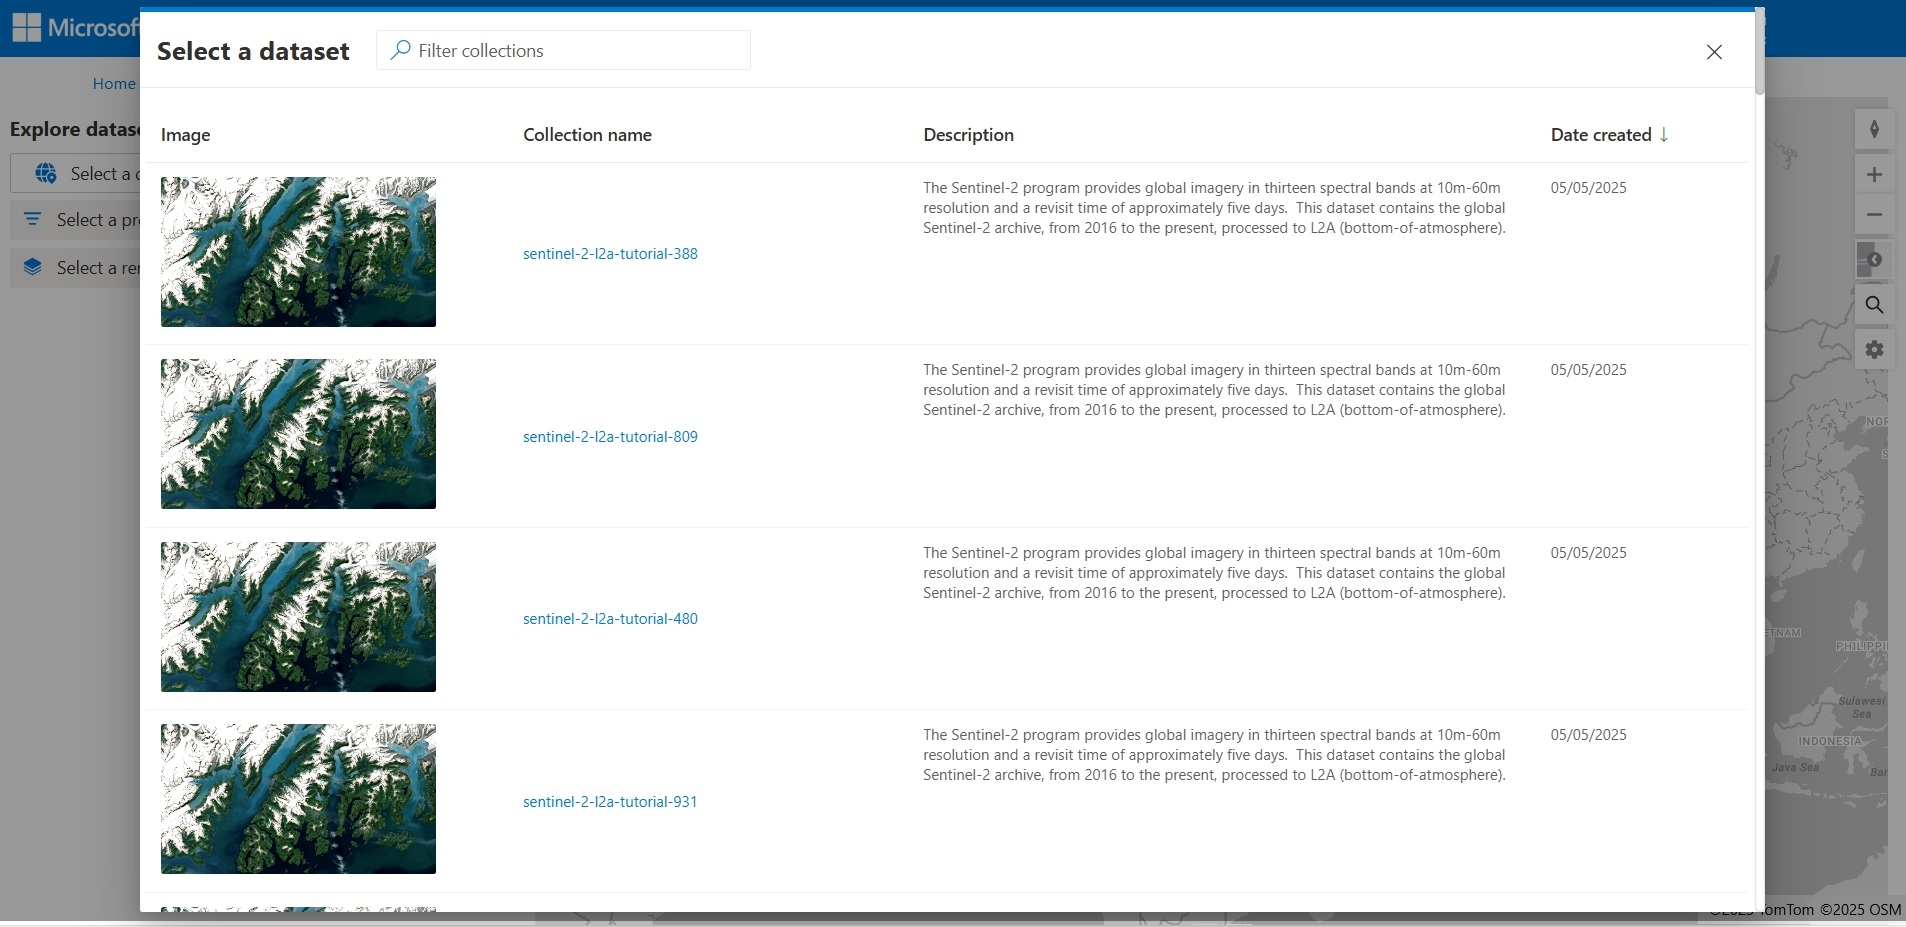 Microsof
Select a dataset
Filter collections
Home
Explore datase
Select a
Select a pr
Select a re
Image
Collection name
Description
Date created ↓
sentinel-2-l2a-tutorial-388
The Sentinel-2 program provides global imagery in thirteen spectral bands at 10m-60m
resolution and a revisit time of approximately five days.  This dataset contains the global
Sentinel-2 archive, from 2016 to the present, processed to L2A (bottom-of-atmosphere).
05/05/2025
sentinel-2-l2a-tutorial-809
The Sentinel-2 program provides global imagery in thirteen spectral bands at 10m-60m
resolution and a revisit time of approximately five days.  This dataset contains the global
Sentinel-2 archive, from 2016 to the present, processed to L2A (bottom-of-atmosphere).
05/05/2025
sentinel-2-l2a-tutorial-480
The Sentinel-2 program provides global imagery in thirteen spectral bands at 10m-60m
resolution and a revisit time of approximately five days.  This dataset contains the global
Sentinel-2 archive, from 2016 to the present, processed to L2A (bottom-of-atmosphere).
05/05/2025
sentinel-2-l2a-tutorial-931
The Sentinel-2 program provides global imagery in thirteen spectral bands at 10m-60m
resolution and a revisit time of approximately five days.  This dataset contains the global
Sentinel-2 archive, from 2016 to the present, processed to L2A (bottom-of-atmosphere).
05/05/2025
NOR
S
ETNAM
PHILIPPI
Sulawesi
Sea
INDONESIA
Java Sea
Ban
©2025 TomTom ©2025 OSM